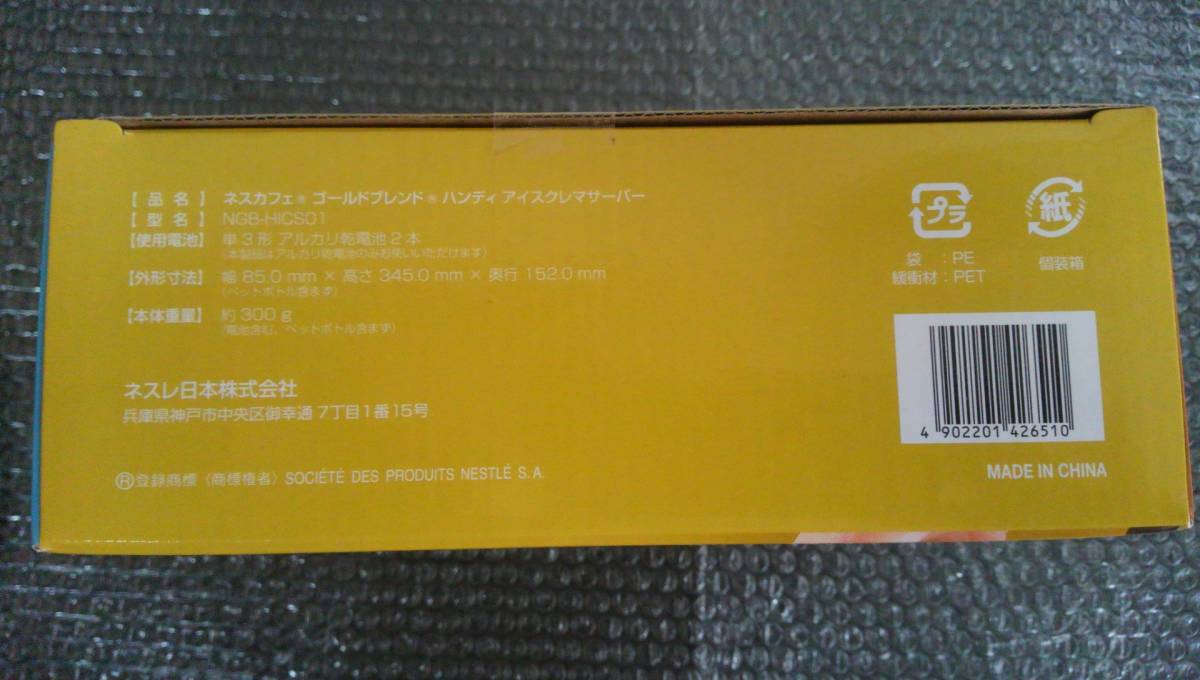 【品名】 ネスカフェ® ゴールドブレンド® ハンディ アイスクレマサーバー
【型名】 NGB-HICS01
【使用電池】 単3形 アルカリ乾電池2本
(本製品はアルカリ乾電池のみお使いいただけます)
【外形寸法】 幅 85.0 mm × 高さ 345.0 mm × 奥行 152.0 mm
(ペットボトル含まず)
【本体重量】 約300 g
(電池含む、ペットボトル含まず)
ネスレ日本株式会社
兵庫県神戸市中央区御幸通 7丁目1番15号
®登録商標〈商標権者〉SOCIÉTÉ DES PRODUITS NESTLÉ S.A.
プラ
袋 : PE
緩衝材 : PET
紙
個装箱
4 902201 426510
MADE IN CHINA